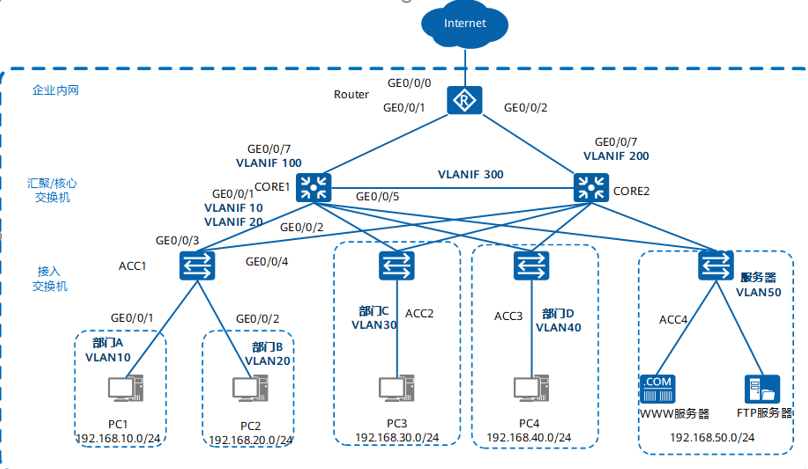 Internet
企业内网
GE0/0/0
Router
GE0/0/1
GE0/0/2
GE0/0/7
VLANIF 100
GE0/0/7
VLANIF 200
汇聚/核心
交换机
CORE1
VLANIF 300
CORE2
GE0/0/1
VLANIF 10
VLANIF 20
GE0/0/5
GE0/0/2
GE0/0/3
GE0/0/4
接入
交换机
ACC1
服务器
VLAN50
GE0/0/1
GE0/0/2
部门C
VLAN30
ACC2
ACC3
部门D
VLAN40
ACC4
部门A
VLAN10
部门B
VLAN20
.COM
PC1
192.168.10.0/24
PC2
192.168.20.0/24
PC3
192.168.30.0/24
PC4
192.168.40.0/24
WWW服务器
FTP服务器
192.168.50.0/24